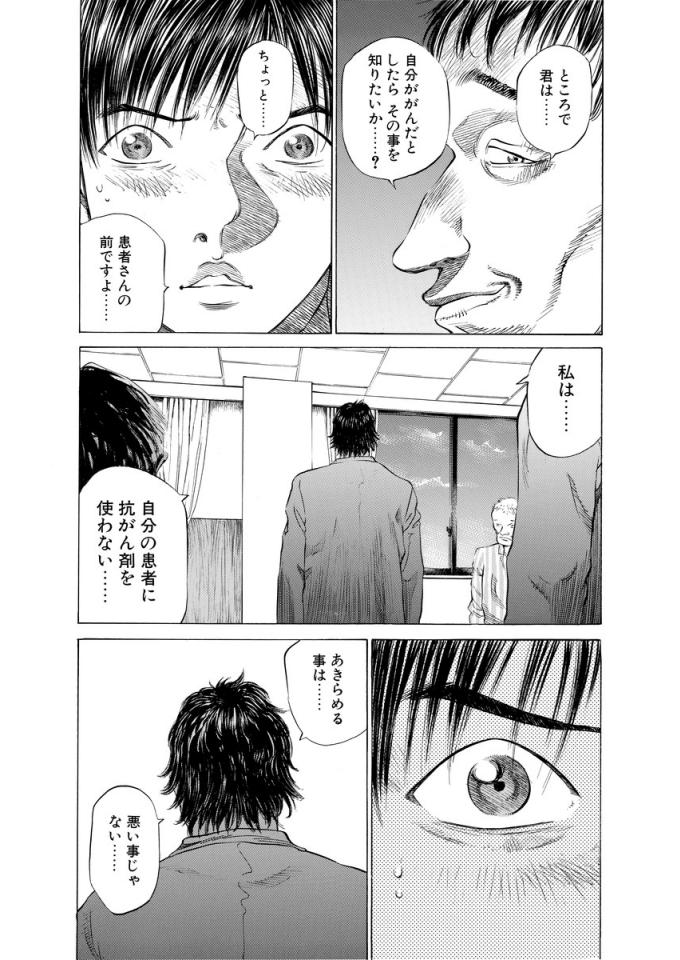 ところで
君は……
自分ががんだと
したら その事を
知りたいか……？
ちょっと……
患者さんの
前ですよ……
私は……
自分の患者に
抗がん剤を
使わない……
あきらめる
事は……
悪い事じゃ
ない……